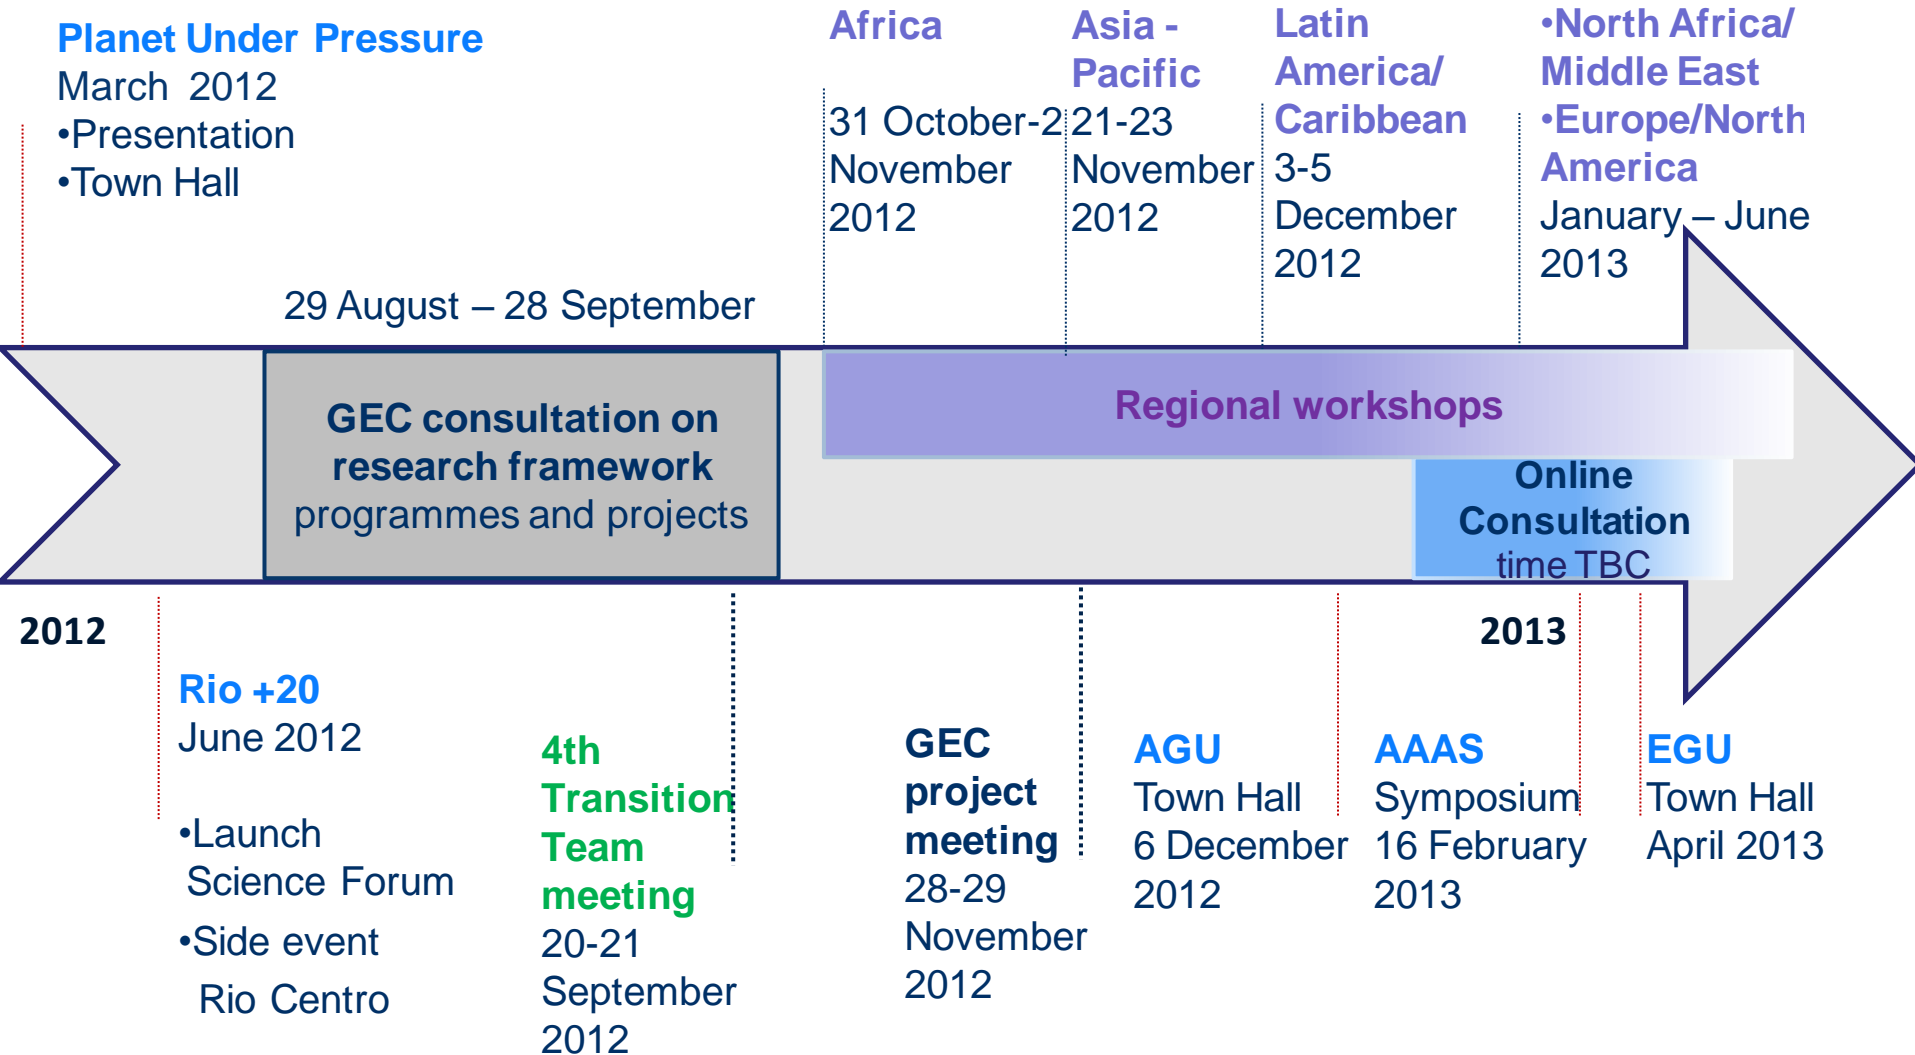 Planet Under Pressure
March 2012
•Presentation
•Town Hall
Africa
31 October-2
November
2012
Asia -
Pacific
21-23
November
2012
Latin
America/
Caribbean
3-5
December
2012
•North Africa/
Middle East
•Europe/North
America
January – June
2013
29 August – 28 September
GEC consultation on
research framework
programmes and projects
Regional workshops
Online
Consultation
time TBC
2012
2013
Rio +20
June 2012
•Launch
Science Forum
•Side event
Rio Centro
4th
Transition
Team
meeting
20-21
September
2012
GEC
project
meeting
28-29
November
2012
AGU
Town Hall
6 December
2012
AAAS
Symposium
16 February
2013
EGU
Town Hall
April 2013